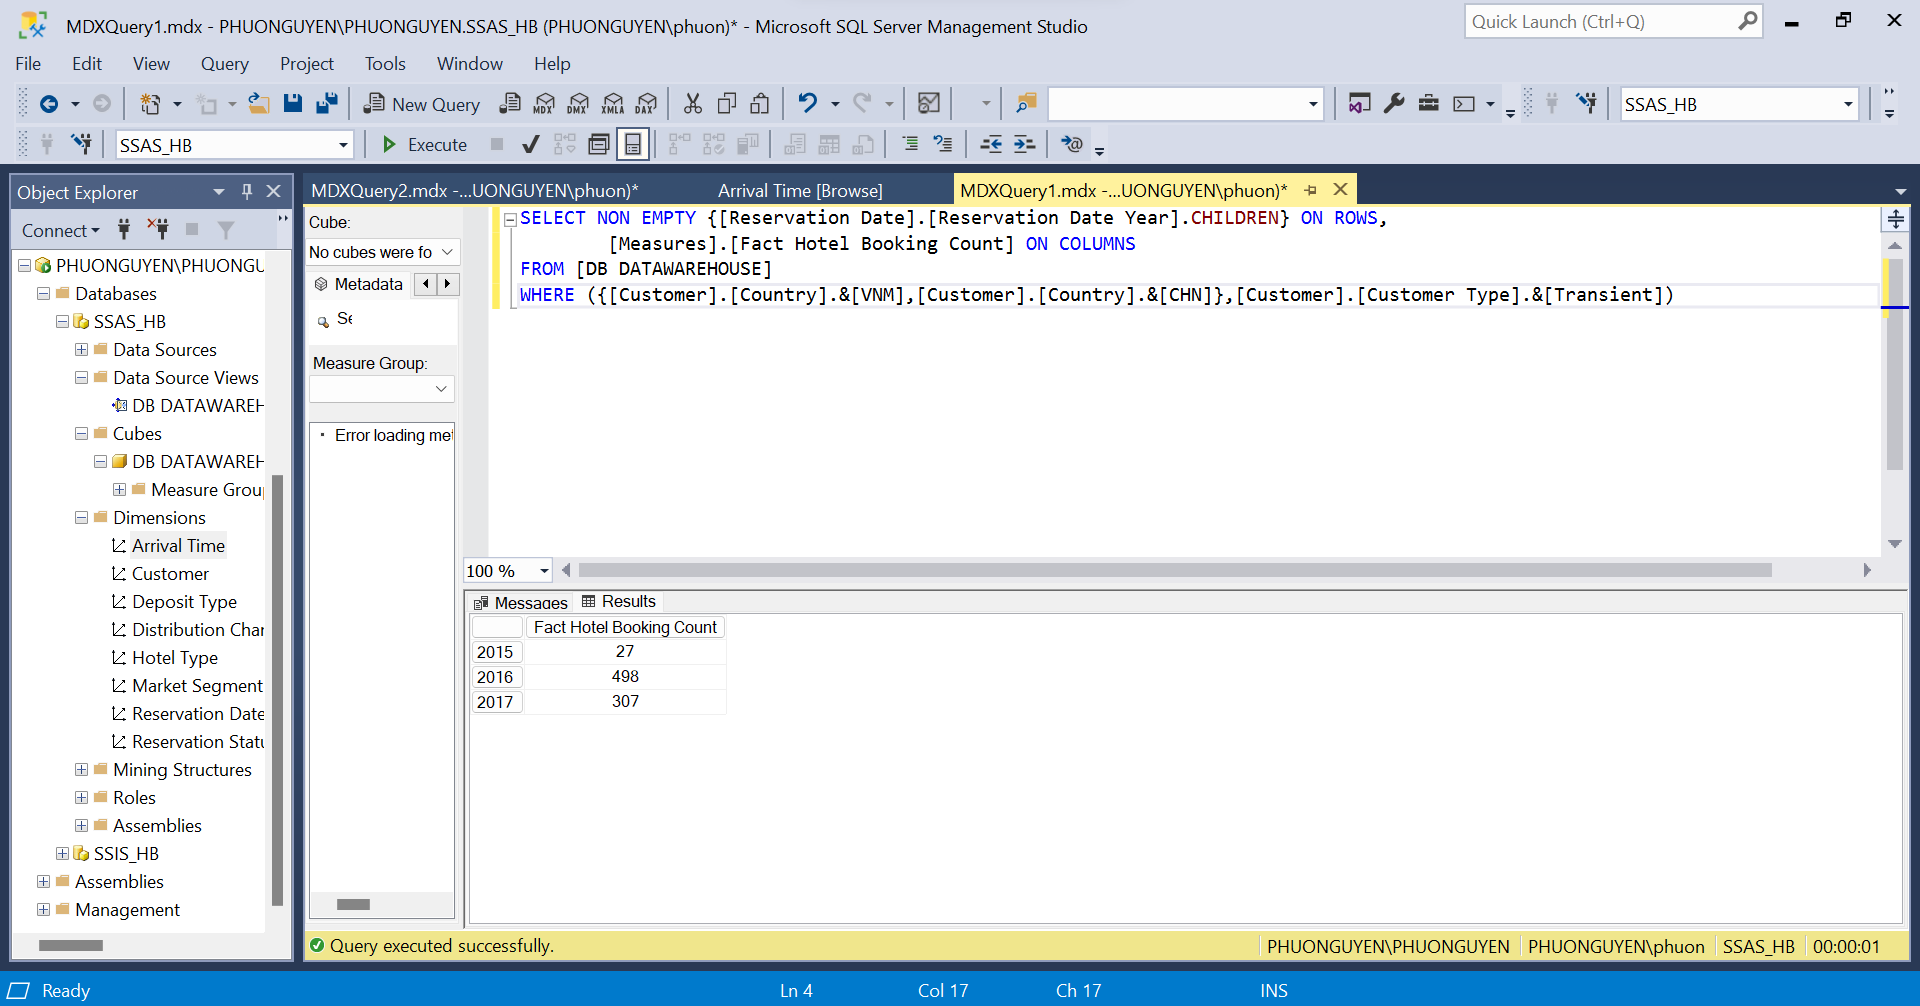 MDXQuery1.mdx - PHUONGUYEN\PHUONGUYEN.SSAS_HB (PHUONGUYEN\phuon)* - Microsoft SQL Server Management Studio
Quick Launch (Ctrl+Q)
File Edit View Query Project Tools Window Help
New Query MDX DMX XMLA DAX SSAS_HB
SSAS_HB Execute
Object Explorer
Connect
PHUONGUYEN\PHUONGU
Databases
SSAS_HB
Data Sources
Data Source Views
DB DATAWAREH
Cubes
DB DATAWAREH
Measure Grou
Dimensions
Arrival Time
Customer
Deposit Type
Distribution Char
Hotel Type
Market Segment
Reservation Date
Reservation Statu
Mining Structures
Roles
Assemblies
SSIS_HB
Assemblies
Management
MDXQuery2.mdx -...UONGUYEN\phuon)* Arrival Time [Browse] MDXQuery1.mdx -...UONGUYEN\phuon)*
Cube:
No cubes were fo
Metadata
Se
Measure Group:
Error loading met
SELECT NON EMPTY {[Reservation Date].[Reservation Date Year].CHILDREN} ON ROWS,
[Measures].[Fact Hotel Booking Count] ON COLUMNS
FROM [DB DATAWAREHOUSE]
WHERE ({[Customer].[Country].&[VNM],[Customer].[Country].&[CHN]},[Customer].[Customer Type].&[Transient])
100 %
Messages Results
Fact Hotel Booking Count
2015 27
2016 498
2017 307
Query executed successfully. PHUONGUYEN\PHUONGUYEN PHUONGUYEN\phuon SSAS_HB 00:00:01
Ready Ln 4 Col 17 Ch 17 INS